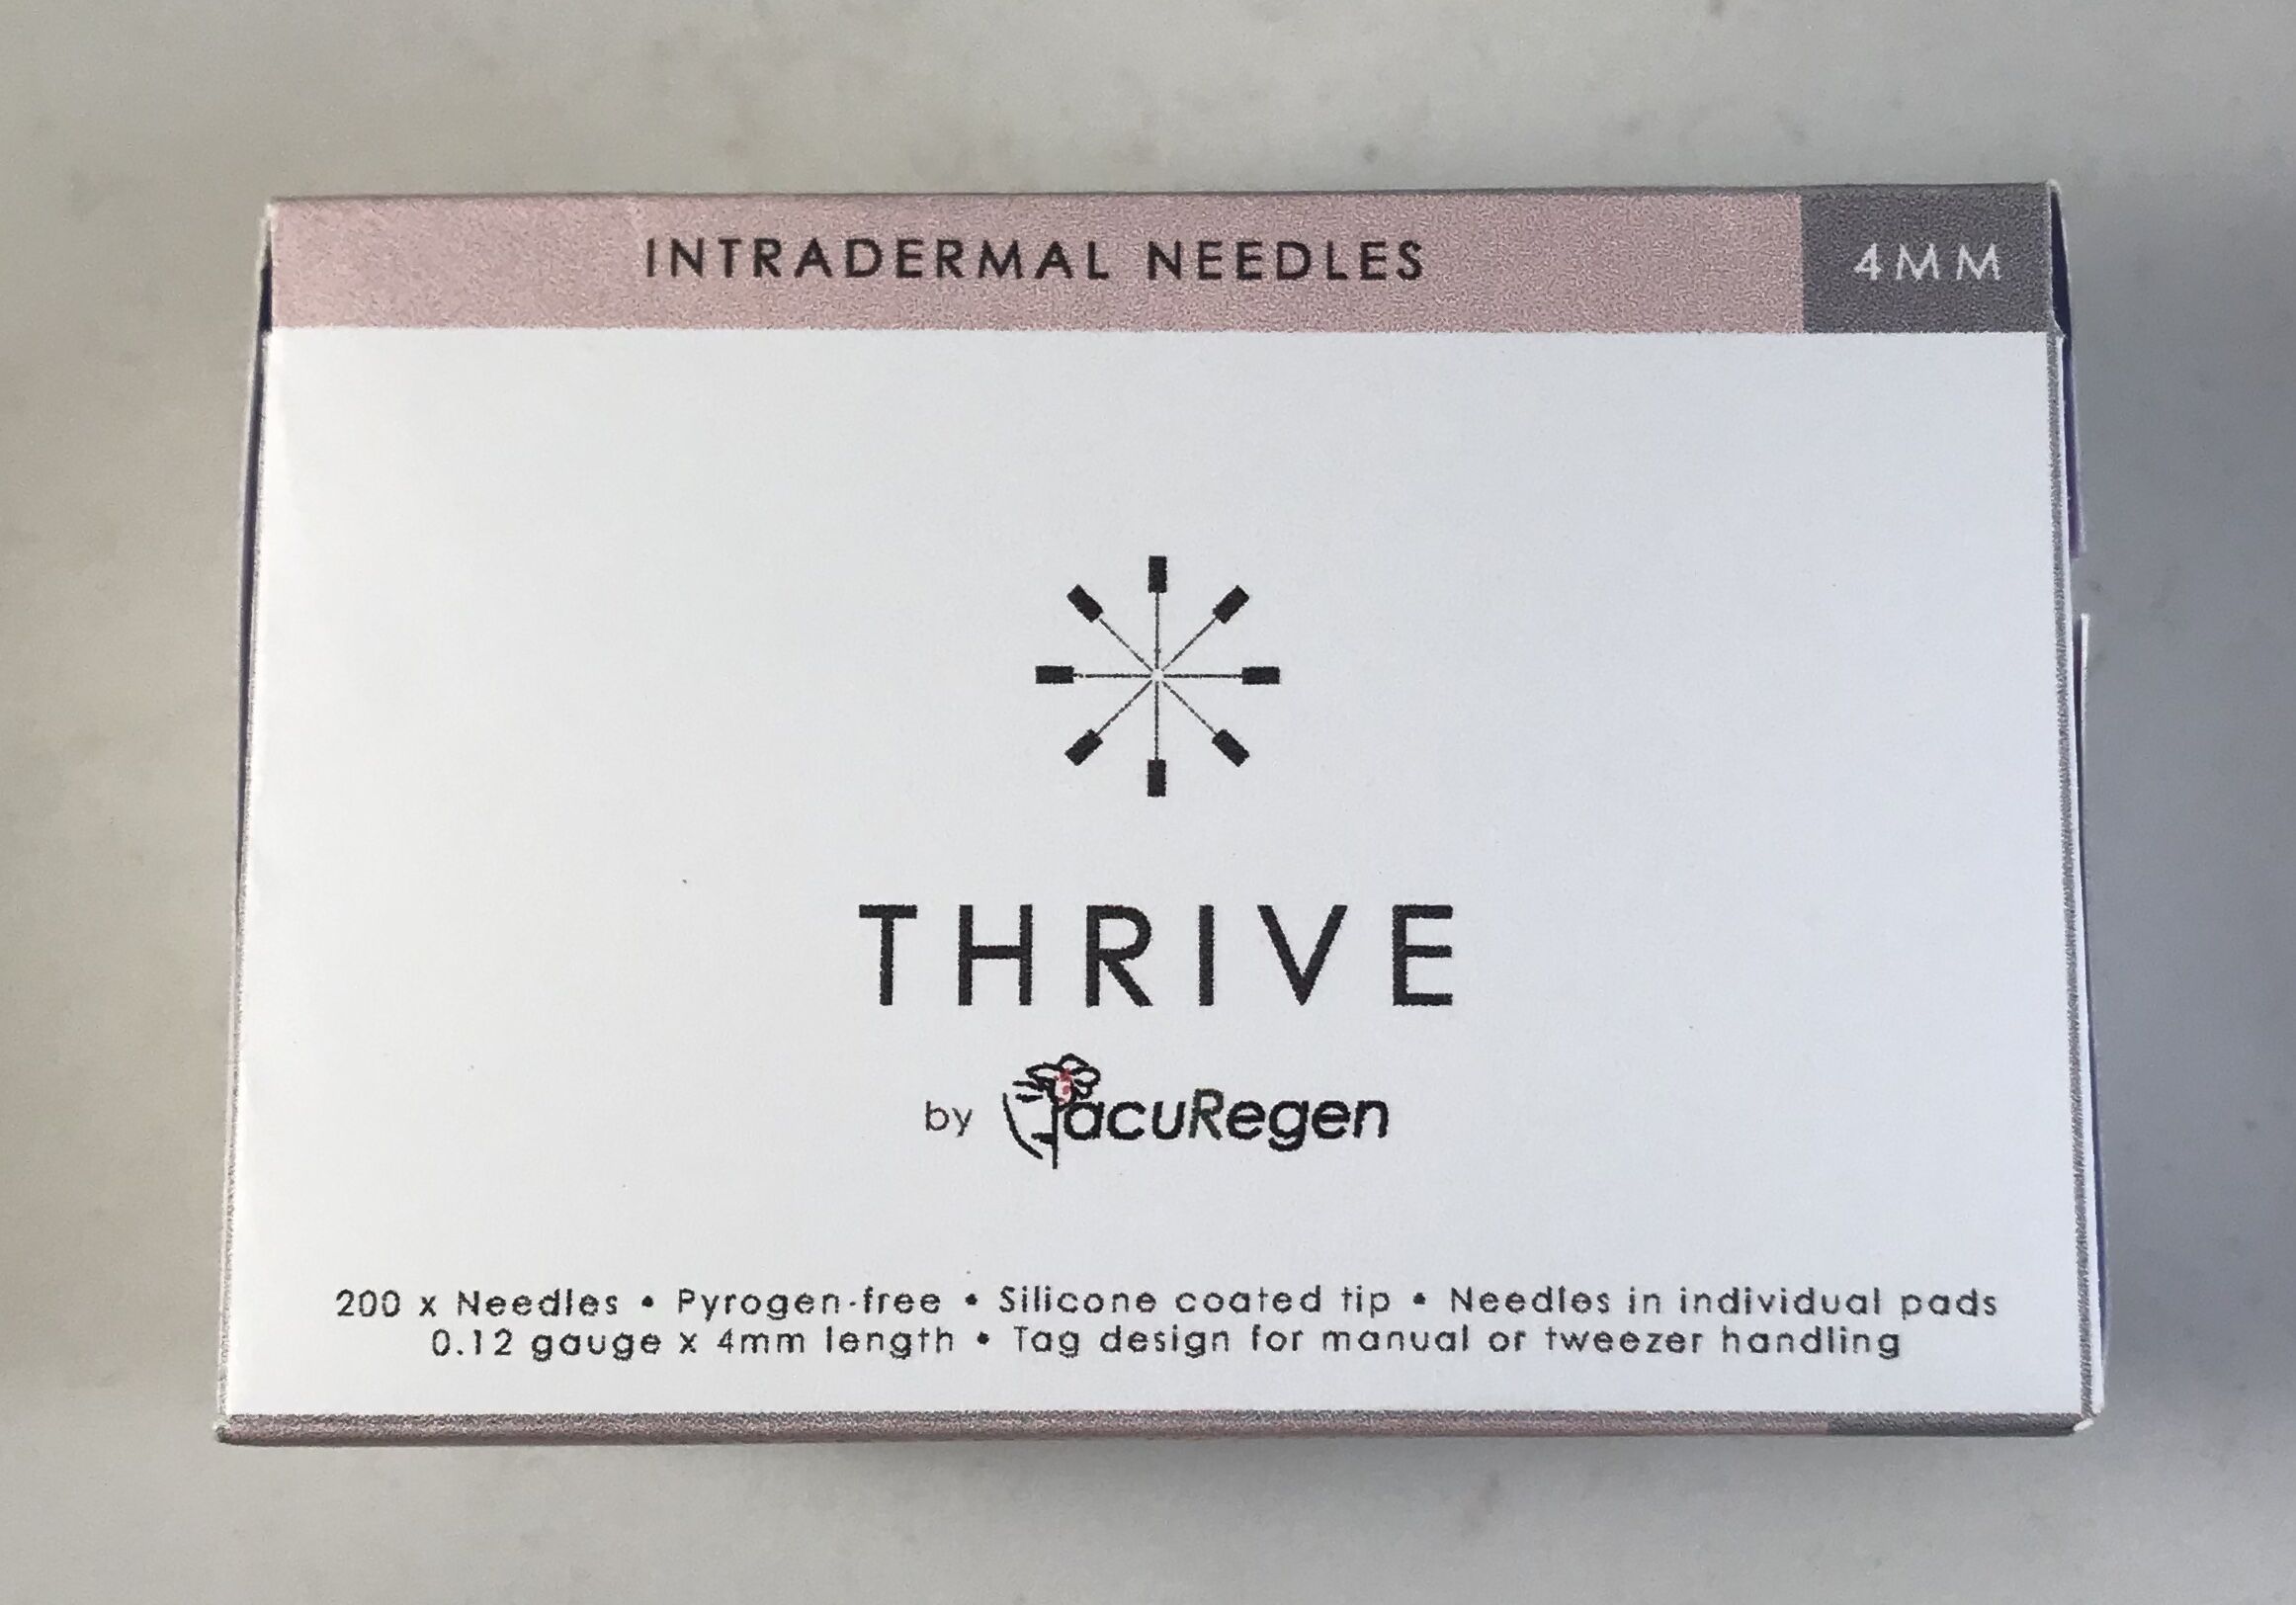 INTRADERMAL NEEDLES 4MM
THRIVE
by acuRegen
200 x Needles • Pyrogen-free • Silicone coated tip • Needles in individual pads
0.12 gauge x 4mm length • Tag design for manual or tweezer handling